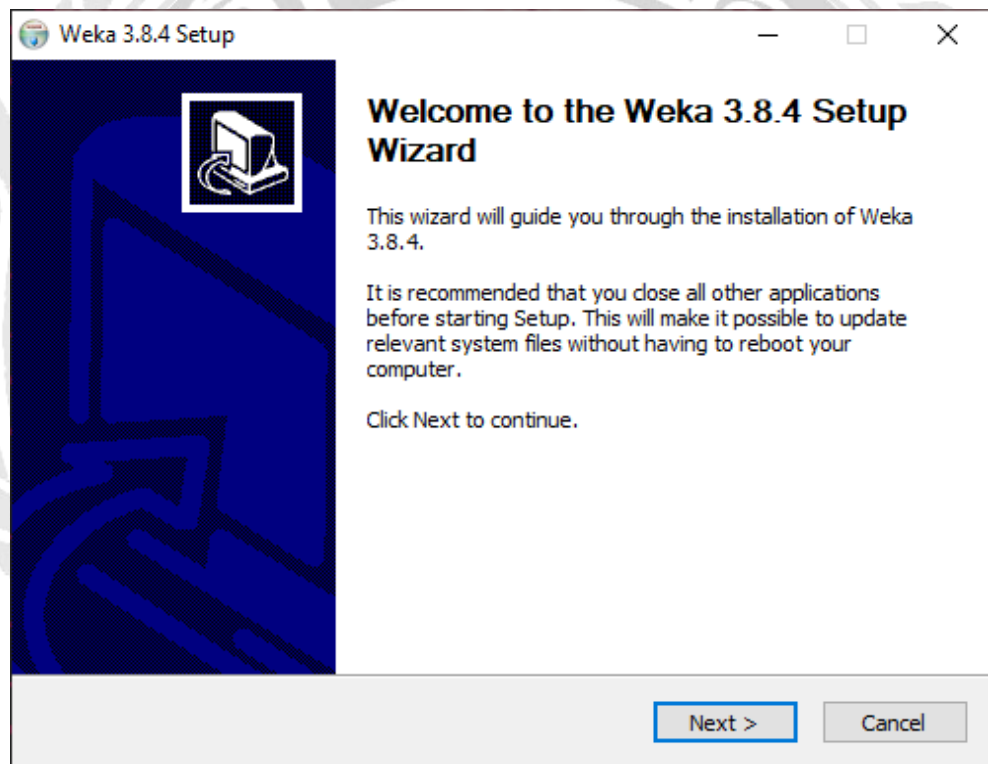 Weka 3.8.4 Setup
Welcome to the Weka 3.8.4 Setup
Wizard
This wizard will guide you through the installation of Weka
3.8.4.
It is recommended that you close all other applications
before starting Setup. This will make it possible to update
relevant system files without having to reboot your
computer.
Click Next to continue.
Next >
Cancel